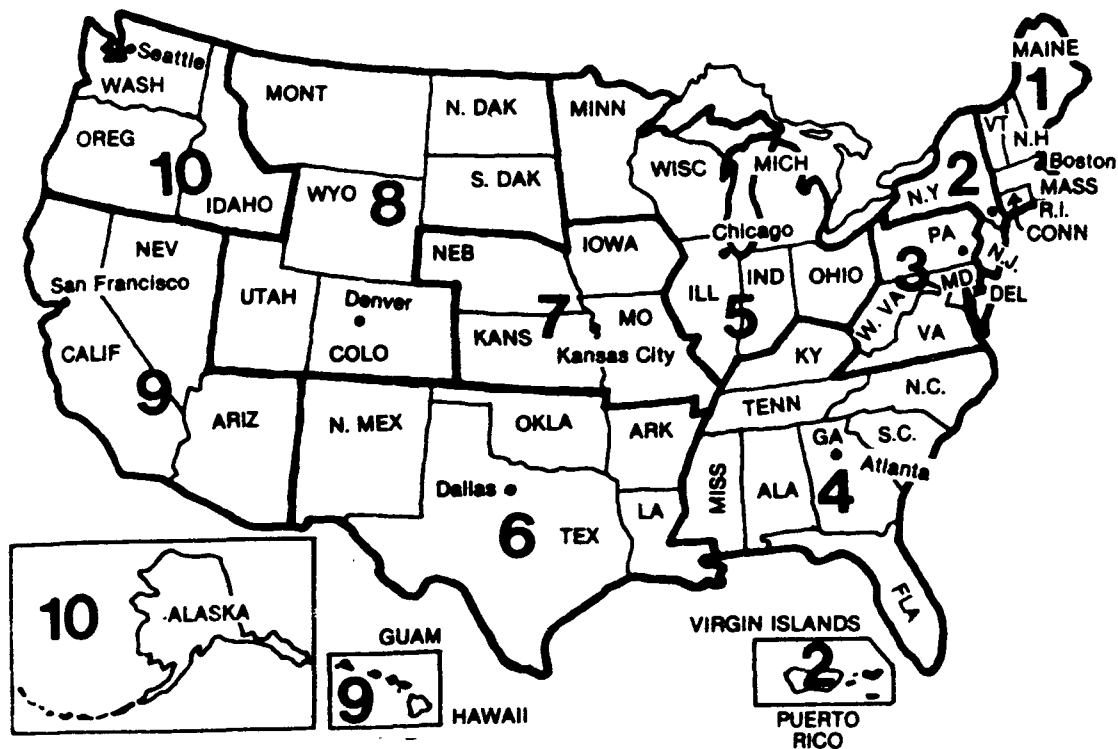 Seattle
WASH
MONT
N. DAK
MINN
MAINE
1
OREG
10
IDAHO
WYO
8
S. DAK
WISC
MICH
VT
N.H
Boston
MASS
R.I.
CONN
N.Y
2
NEV
San Francisco
CALIF
9
UTAH
Denver
COLO
NEB
7
KANS
IOWA
MO
Kansas City
Chicago
ILL
5
IND
OHIO
KY
PA
3
N.J.
MD
DEL
W. VA
VA
ARIZ
N. MEX
OKLA
ARK
TENN
N.C.
S.C.
GA
Atlanta
4
MISS
ALA
Dallas
6
TEX
LA
FLA
10
ALASKA
GUAM
9
HAWAII
VIRGIN ISLANDS
2
PUERTO
RICO